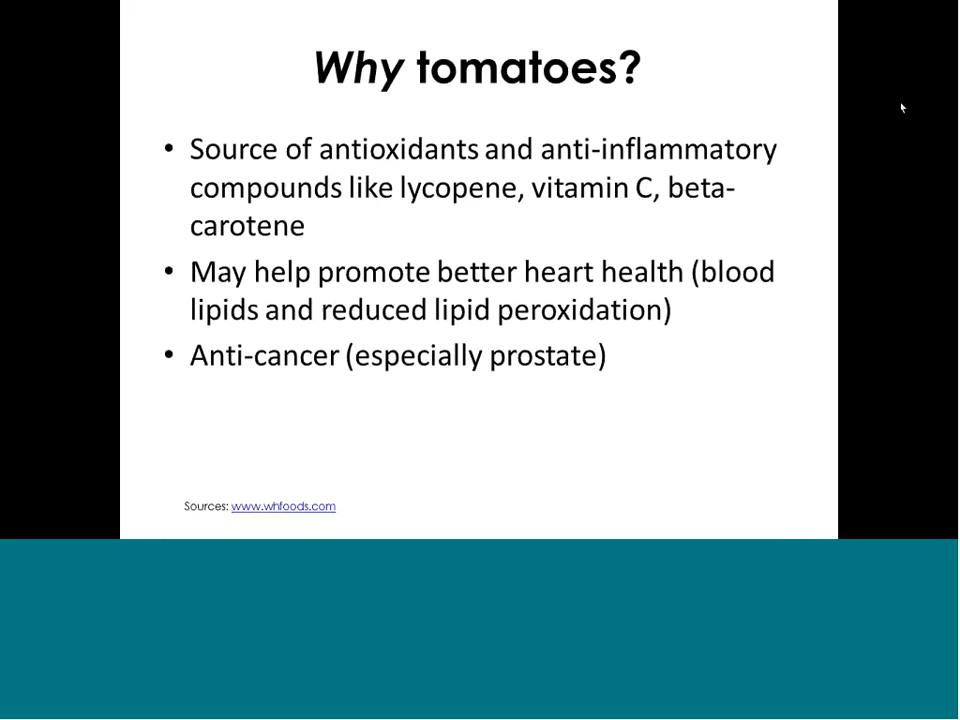 Why tomatoes?
• Source of antioxidants and anti-inflammatory
compounds like lycopene, vitamin C, beta-
carotene
• May help promote better heart health (blood
lipids and reduced lipid peroxidation)
• Anti-cancer (especially prostate)
Sources: www.whfoods.com